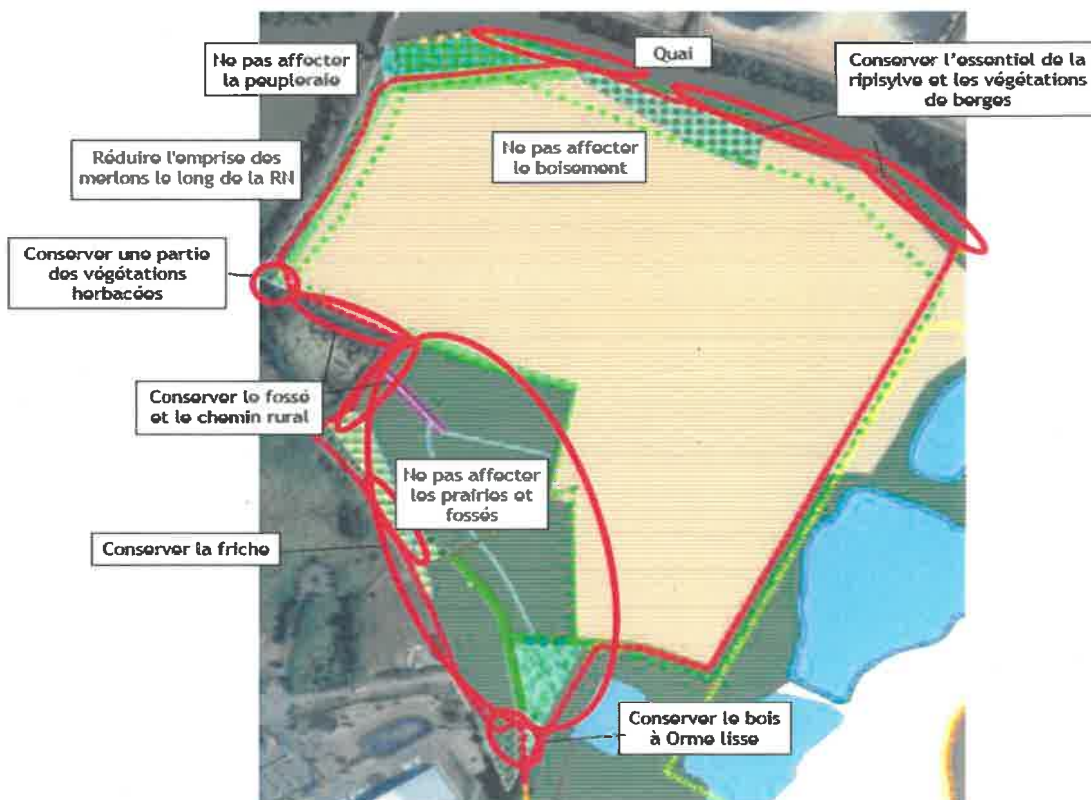 Ne pas affecter
la peupleraie
Quai
Conserver l'essentiel de la
ripisylve et les végétations
de berges
Réduire l'emprise des
merlons le long de la RN
Ne pas affecter
le boisement
Conserver une partie
des végétations
herbacées
Conserver le fossé
et le chemin rural
Ne pas affecter
les prairies et
fossés
Conserver la friche
Conserver le bois
à Orme lisse